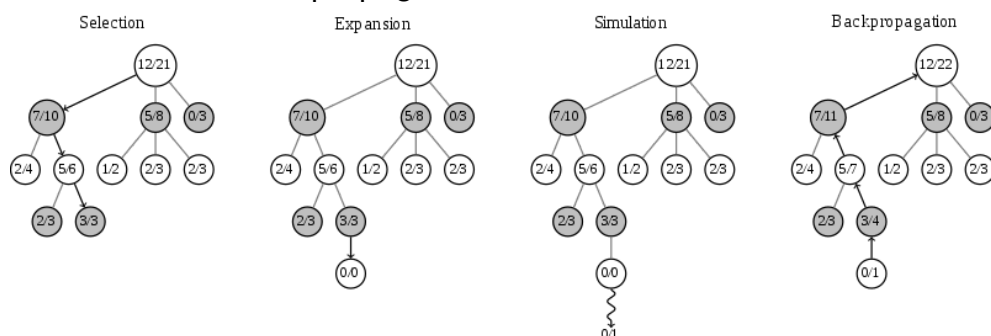 Selection
12/21
7/10 5/8 0/3
2/4 5/6 1/2 2/3 2/3
2/3 3/3
Expansion
12/21
7/10 5/8 0/3
2/4 5/6 1/2 2/3 2/3
2/3 3/3
0/0
Simulation
12/21
7/10 5/8 0/3
2/4 5/6 1/2 2/3 2/3
2/3 3/3
0/0
0/1
Backpropagation
12/22
7/11 5/8 0/3
2/4 5/7 1/2 2/3 2/3
2/3 3/4
0/1